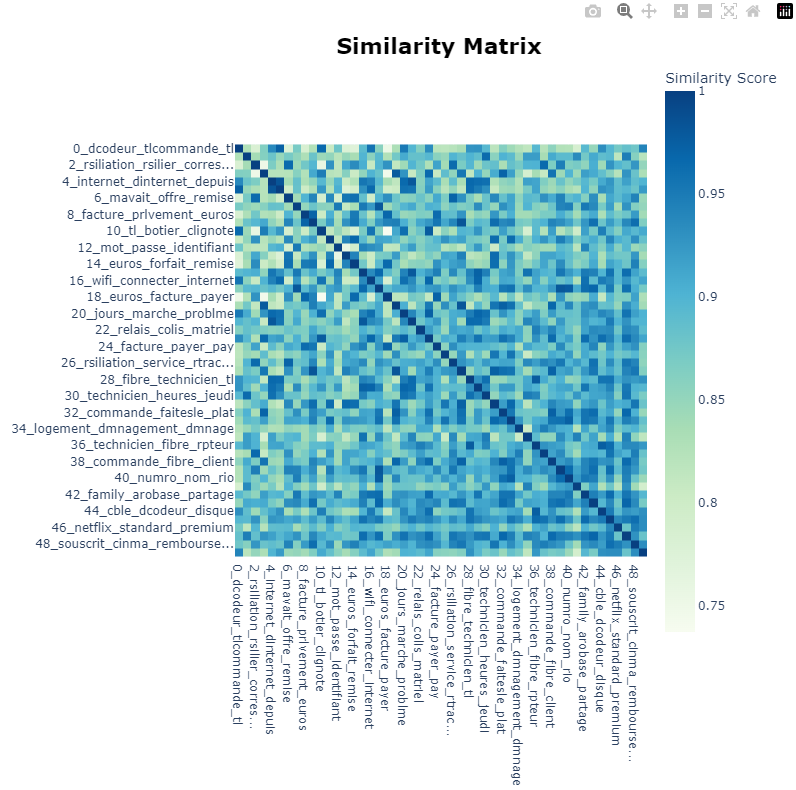 Similarity Matrix
Similarity Score
1
0.95
0.9
0.85
0.8
0.75
0_dcodeur_tlcommande_tl
2_rsiliation_rsilier_corres...
4_internet_dinternet_depuis
6_mavait_offre_remise
8_facture_prlvement_euros
10_tl_botier_clignote
12_mot_passe_identifiant
14_euros_forfait_remise
16_wifi_connecter_internet
18_euros_facture_payer
20_jours_marche_problme
22_relais_colis_matriel
24_facture_payer_pay
26_rsiliation_service_rtrac...
28_fibre_technicien_tl
30_technicien_heures_jeudi
32_commande_faitesle_plat
34_logement_dmnagement_dmnage
36_technicien_fibre_rpteur
38_commande_fibre_client
40_numro_nom_rio
42_family_arobase_partage
44_cble_dcodeur_disque
46_netflix_standard_premium
48_souscrit_cinma_rembourse...
0_dcodeur_tlcommande_tl
2_rsiliation_rsilier_corres...
4_internet_dinternet_depuis
6_mavait_offre_remise
8_facture_prlvement_euros
10_tl_botier_clignote
12_mot_passe_identifiant
14_euros_forfait_remise
16_wifi_connecter_internet
18_euros_facture_payer
20_jours_marche_problme
22_relais_colis_matriel
24_facture_payer_pay
26_rsiliation_service_rtrac...
28_fibre_technicien_tl
30_technicien_heures_jeudi
32_commande_faitesle_plat
34_logement_dmnagement_dmnage
36_technicien_fibre_rpteur
38_commande_fibre_client
40_numro_nom_rio
42_family_arobase_partage
44_cble_dcodeur_disque
46_netflix_standard_premium
48_souscrit_cinma_rembourse...